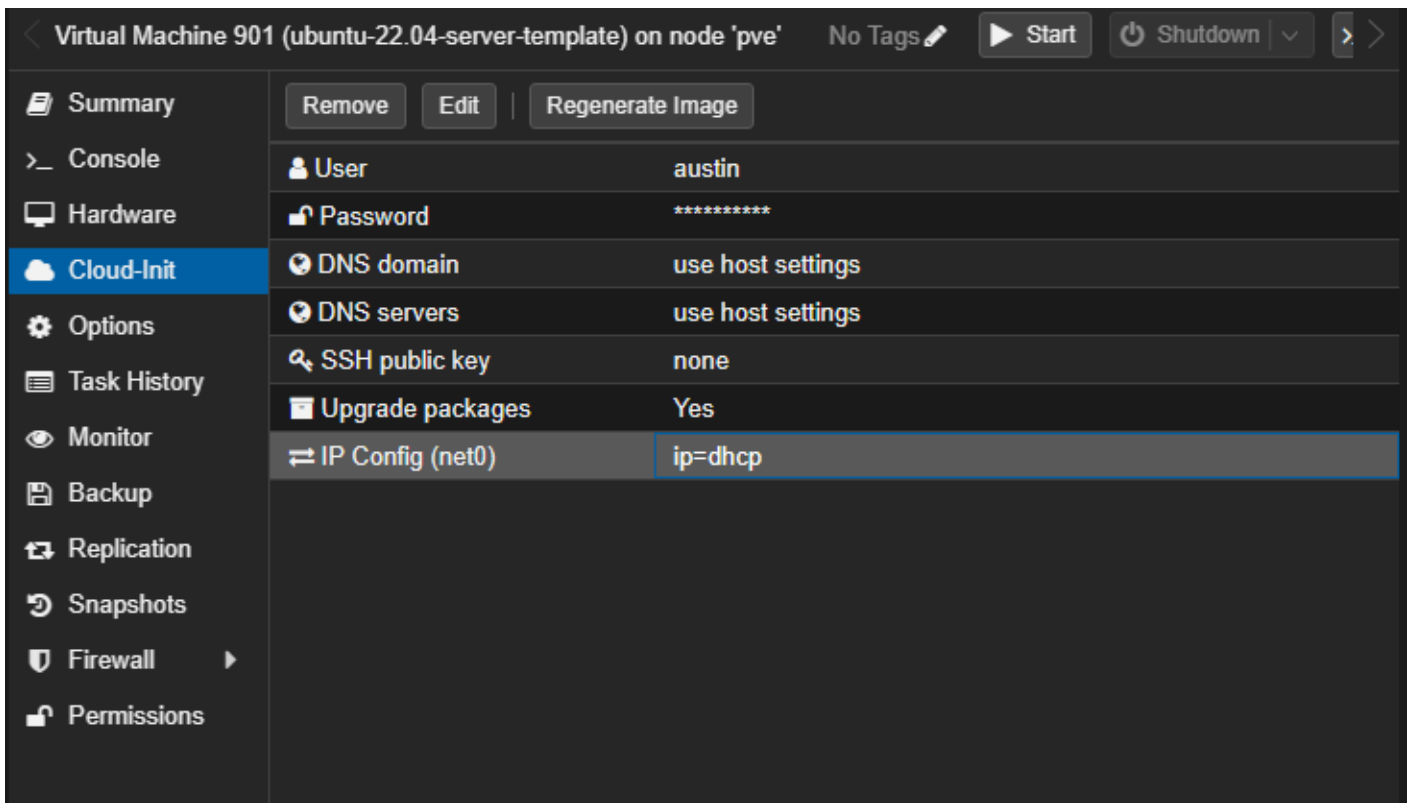 Virtual Machine 901 (ubuntu-22.04-server-template) on node 'pve' No Tags Start Shutdown
Summary
Console
Hardware
Cloud-Init
Options
Task History
Monitor
Backup
Replication
Snapshots
Firewall
Permissions
Remove Edit Regenerate Image
User austin
Password **********
DNS domain use host settings
DNS servers use host settings
SSH public key none
Upgrade packages Yes
IP Config (net0) ip=dhcp